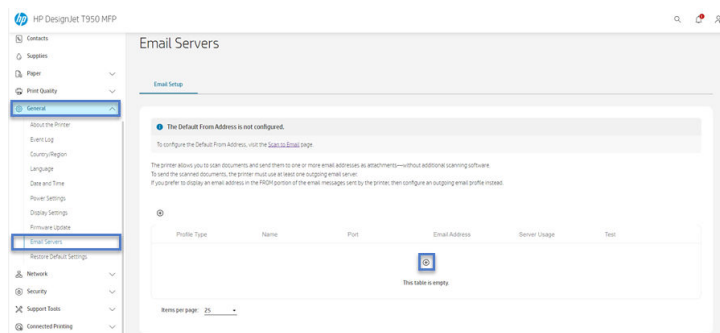 hp HP DesignJet T950 MFP
Contacts
Supplies
Paper
Print Quality
General
About the Printer
Event Log
Country/Region
Language
Date and Time
Power Settings
Display Settings
Firmware Update
Email Servers
Restore Default Settings
Network
Security
Support Tools
Connected Printing
Email Servers
Email Setup
The Default From Address is not configured.
To configure the Default From Address, visit the Scan to Email page.
The printer allows you to scan documents and send them to one or more email addresses as attachments—without additional scanning software.
To send the scanned documents, the printer must use at least one outgoing email server.
If you prefer to display an email address in the FROM portion of the email messages sent by the printer, then configure an outgoing email profile instead.
Profile Type Name Port Email Address Server Usage Test
This table is empty.
Items per page: 25